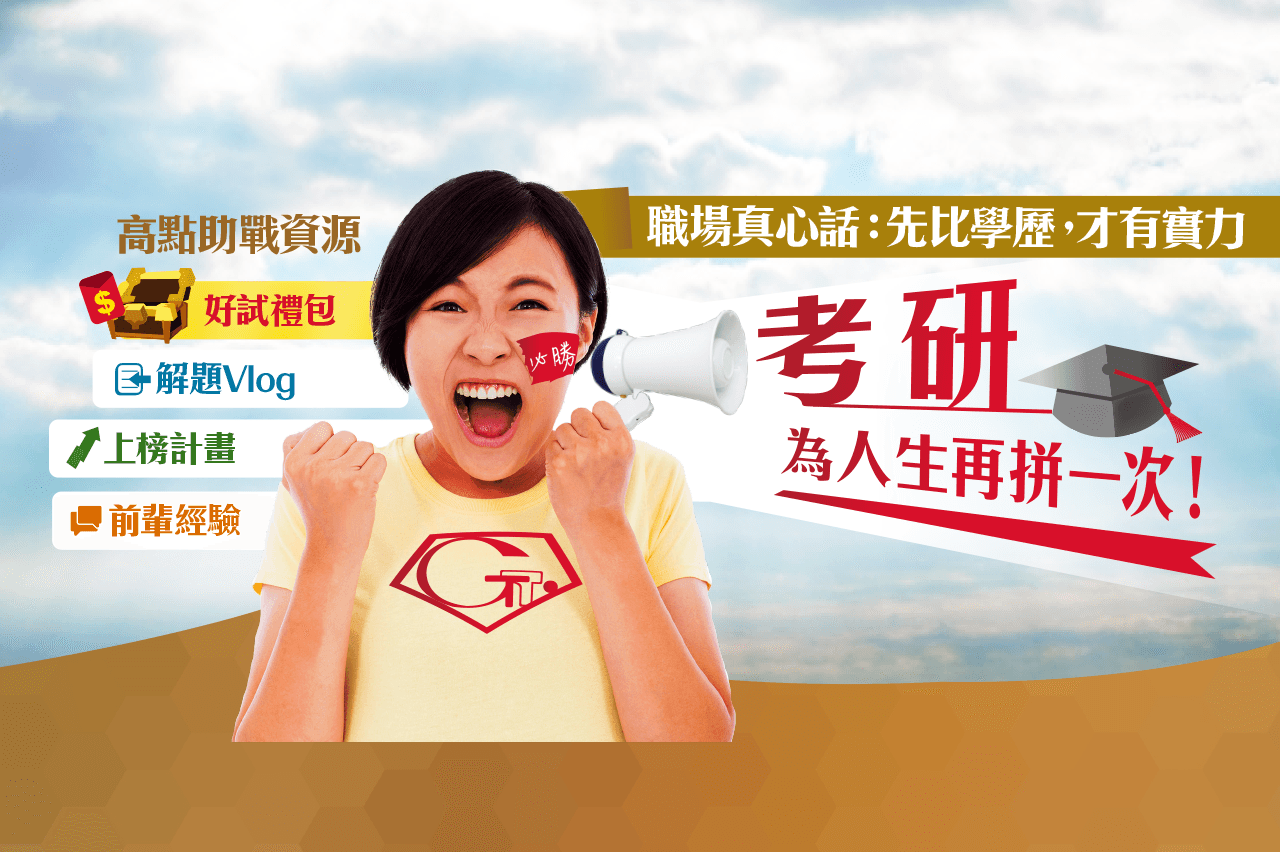 高點助戰資源
好試禮包
解題Vlog
上榜計畫
前輩經驗
必勝
職場真心話：先比學歷，才有實力
考研
為人生再拼一次！